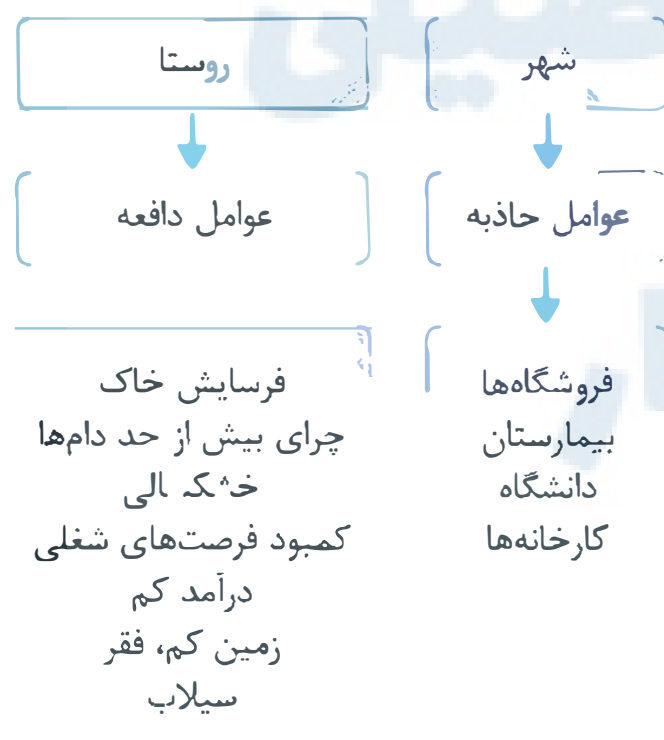 شهر
عوامل حاذبه
فروشگاه‌ها
بیمارستان
دانشگاه
کارخانه‌ها
روستا
عوامل دافعه
فرسایش خاک
چرای بیش از حد دام‌ها
کمبود فرصت‌های شغلی
درآمد کم
زمین کم، فقر
سیلاب